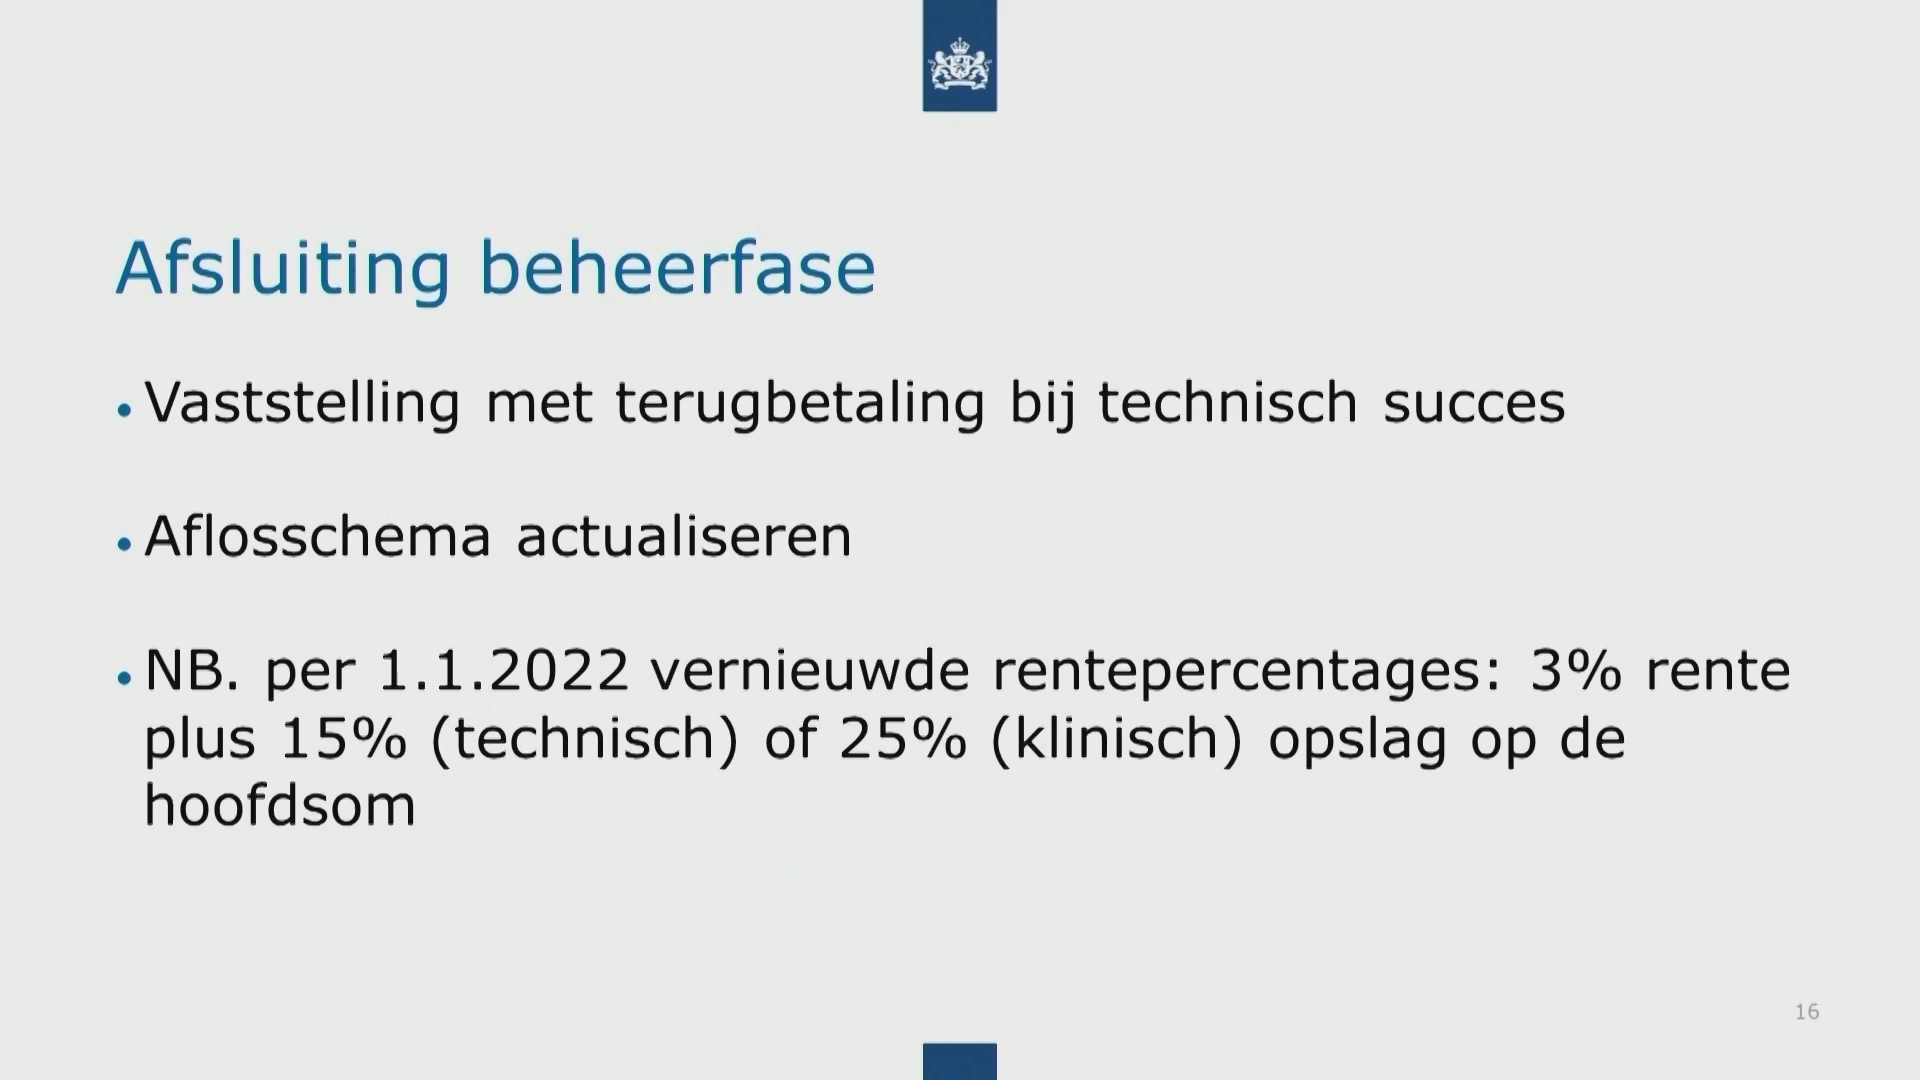 Afsluiting beheerfase
• Vaststelling met terugbetaling bij technisch succes
• Aflosschema actualiseren
• NB. per 1.1.2022 vernieuwde rentepercentages: 3% rente
plus 15% (technisch) of 25% (klinisch) opslag op de
hoofdsom
16